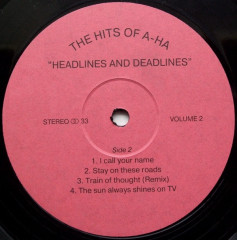 THE HITS OF A-HA
"HEADLINES AND DEADLINES"
STEREO 33
VOLUME 2
Side 2
1. I call your name
2. Stay on these roads
3. Train of thought (Remix)
4. The sun always shines on TV